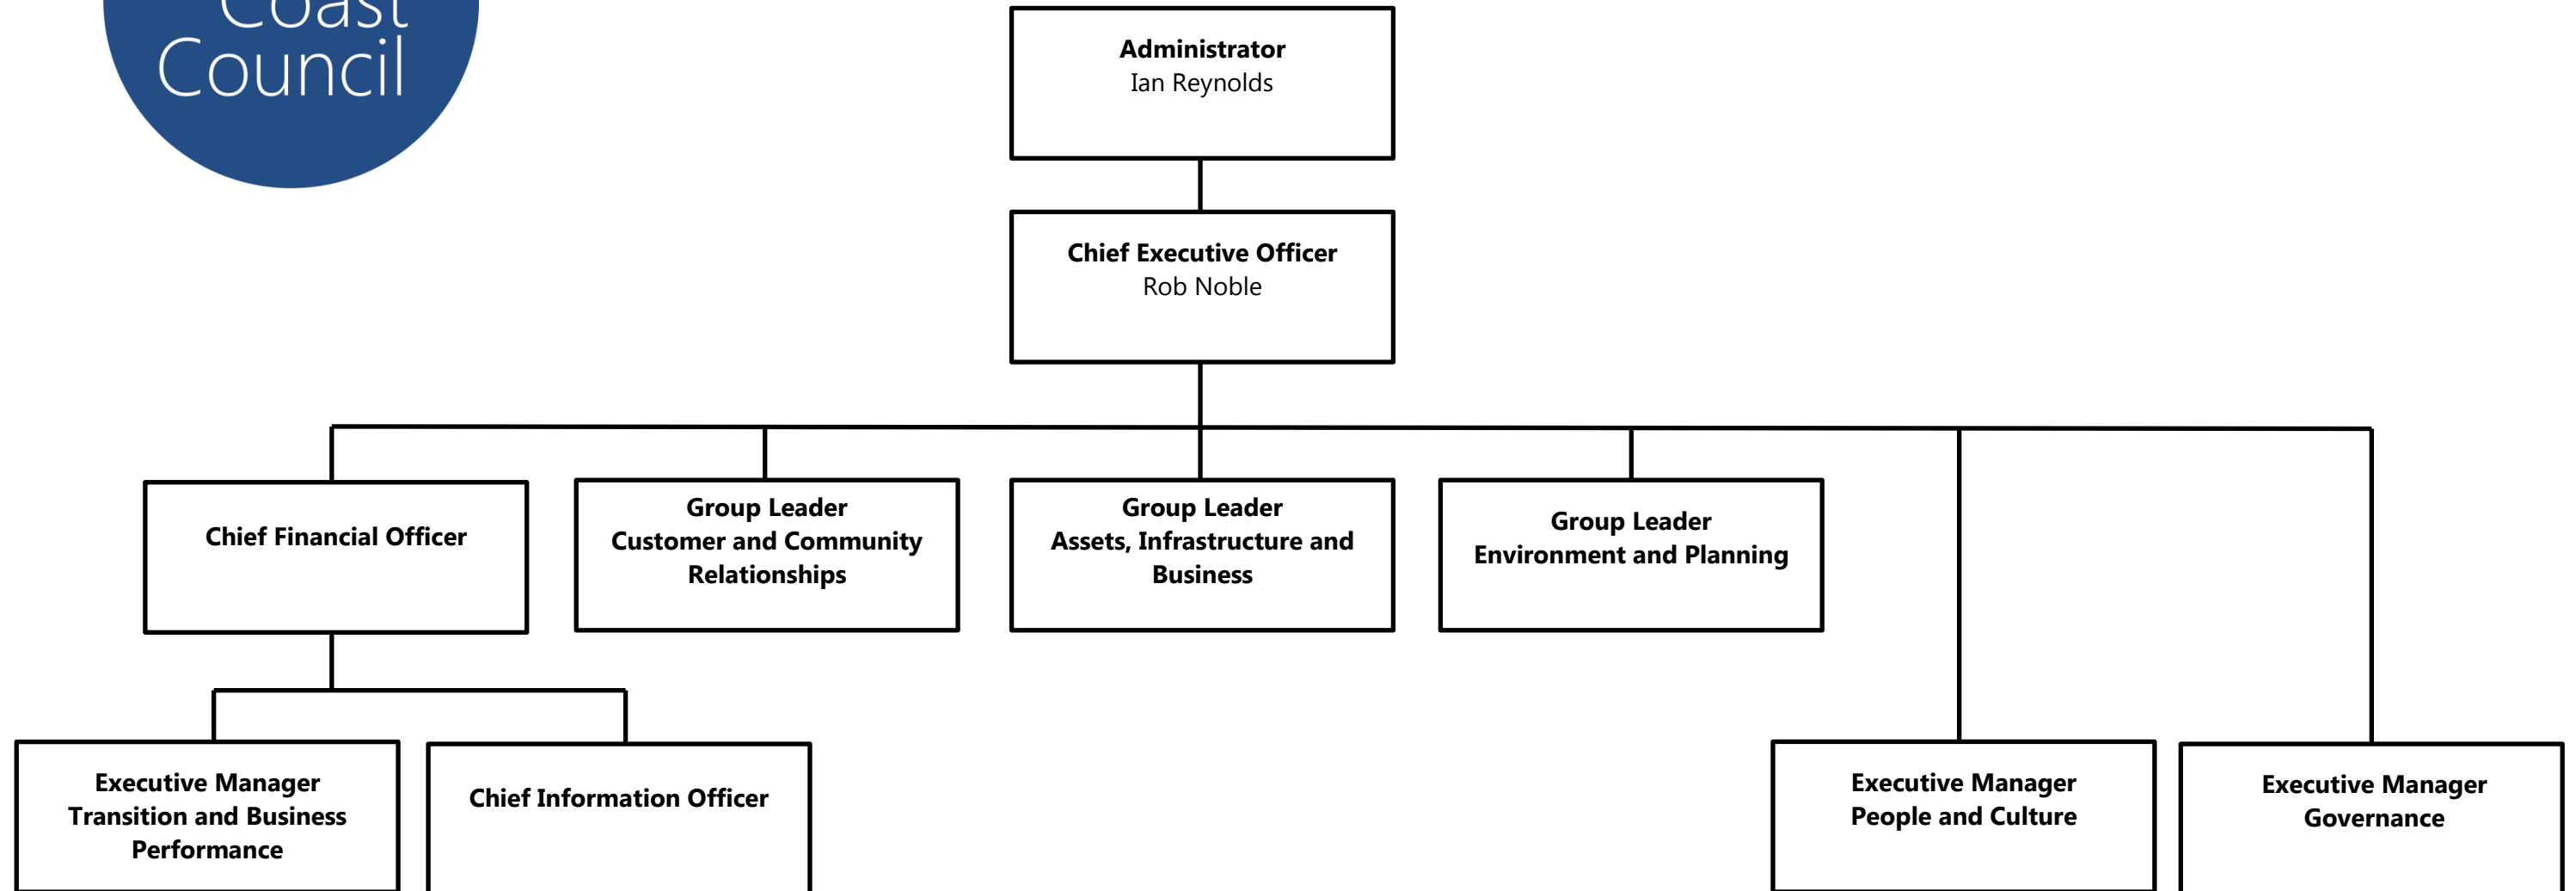 Coast
Council
Administrator
Ian Reynolds
Chief Executive Officer
Rob Noble
Chief Financial Officer
Group Leader
Customer and Community
Relationships
Group Leader
Assets, Infrastructure and
Business
Group Leader
Environment and Planning
Executive Manager
Transition and Business
Performance
Chief Information Officer
Executive Manager
People and Culture
Executive Manager
Governance